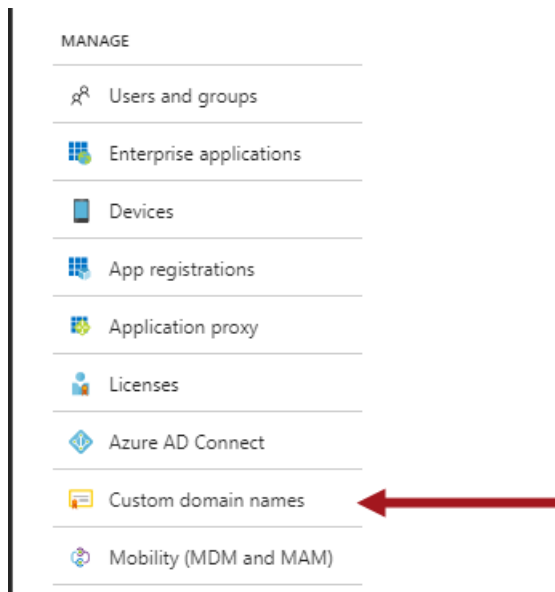 MANAGE
Users and groups
Enterprise applications
Devices
App registrations
Application proxy
Licenses
Azure AD Connect
Custom domain names
Mobility (MDM and MAM)